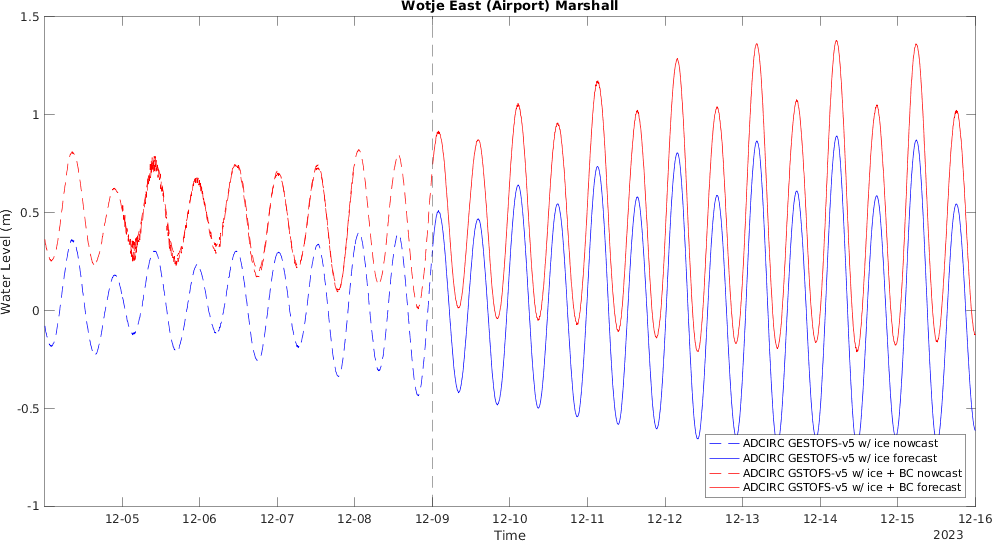 Wotje East (Airport) Marshall
1.5
1
0.5
0
-0.5
-1
Water Level (m)
ADCIRC GESTOFS-v5 w/ ice nowcast
ADCIRC GESTOFS-v5 w/ ice forecast
ADCIRC GSTOFS-v5 w/ ice + BC nowcast
ADCIRC GSTOFS-v5 w/ ice + BC forecast
12-05 12-06 12-07 12-08 12-09 12-10 12-11 12-12 12-13 12-14 12-15 12-16
Time
2023